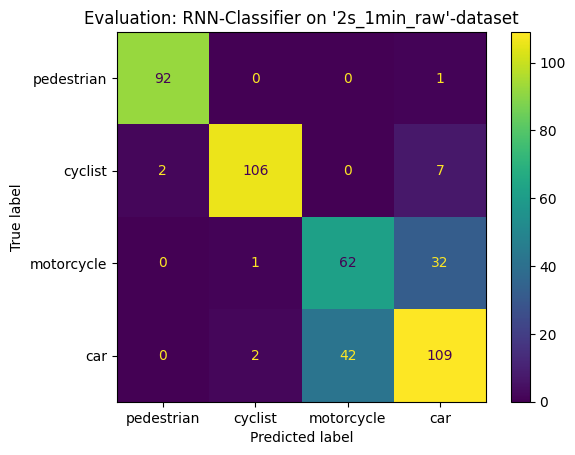 Evaluation: RNN-Classifier on '2s_1min_raw'-dataset
pedestrian 92 0 0 1
cyclist 2 106 0 7
motorcycle 0 1 62 32
car 0 2 42 109
pedestrian cyclist motorcycle car
Predicted label
True label
100
80
60
40
20
0